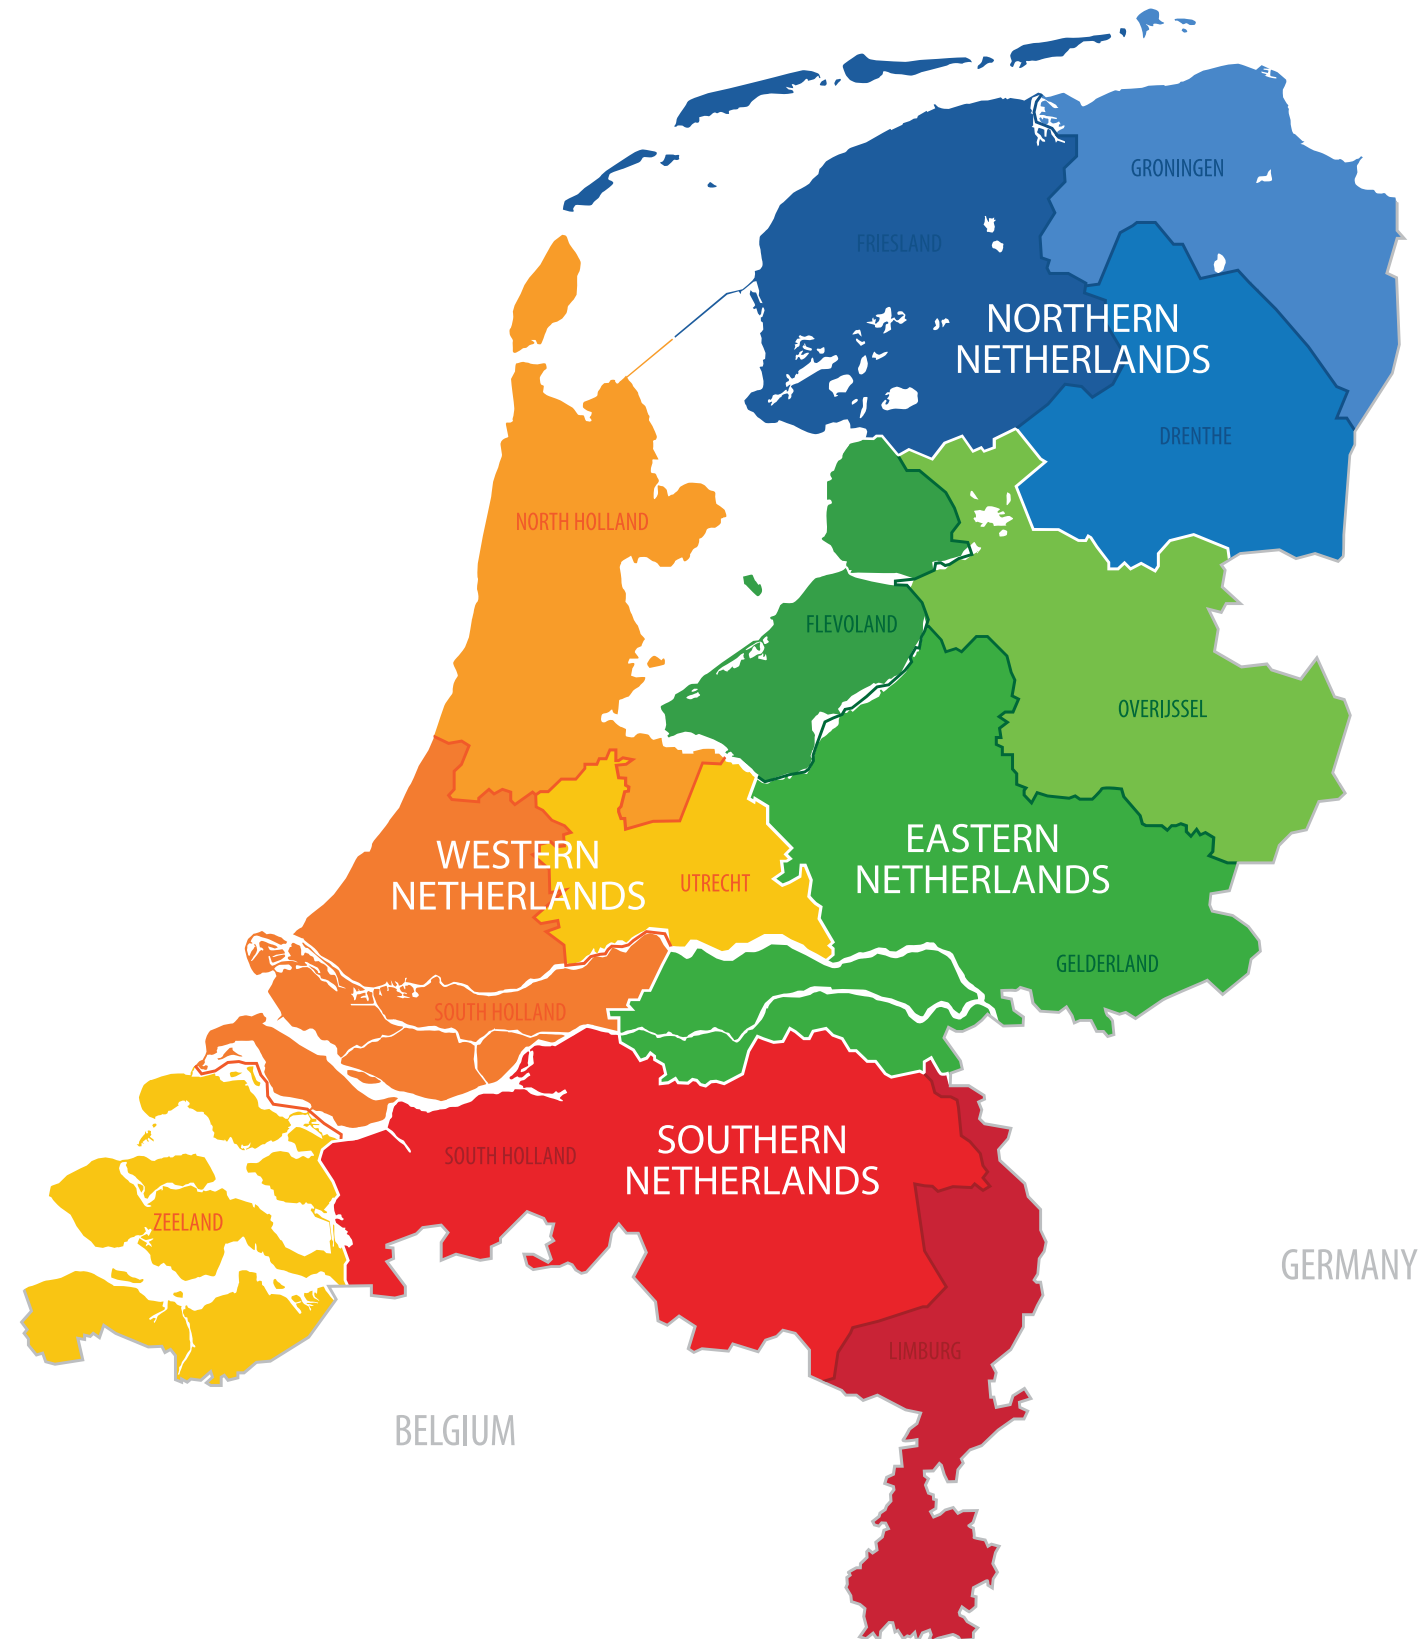 GRONINGEN
FRIESLAND
NORTHERN
NETHERLANDS
DRENTHE
NORTH HOLLAND
FLEVOLAND
OVERIJSSEL
EASTERN
NETHERLANDS
WESTERN
NETHERLANDS
UTRECHT
GELDERLAND
SOUTH HOLLAND
SOUTHERN
NETHERLANDS
SOUTH HOLLAND
ZEELAND
GERMANY
LIMBURG
BELGIUM